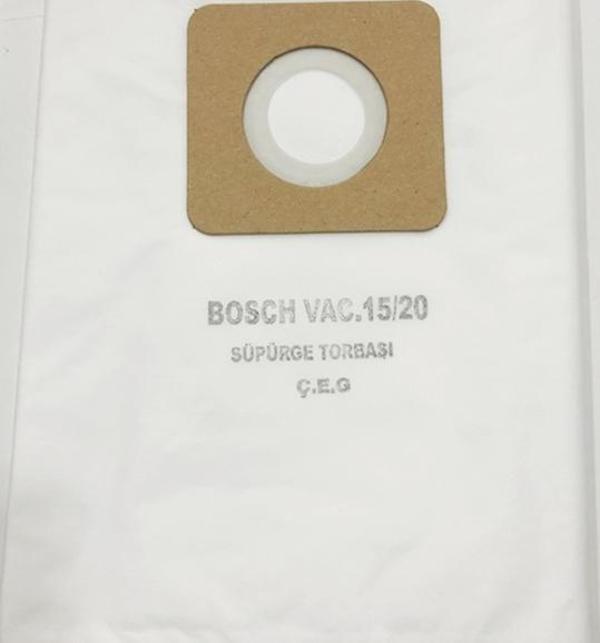 BOSCH VAC.15/20
SÜPÜRGE TORBASI
Ç.E.G